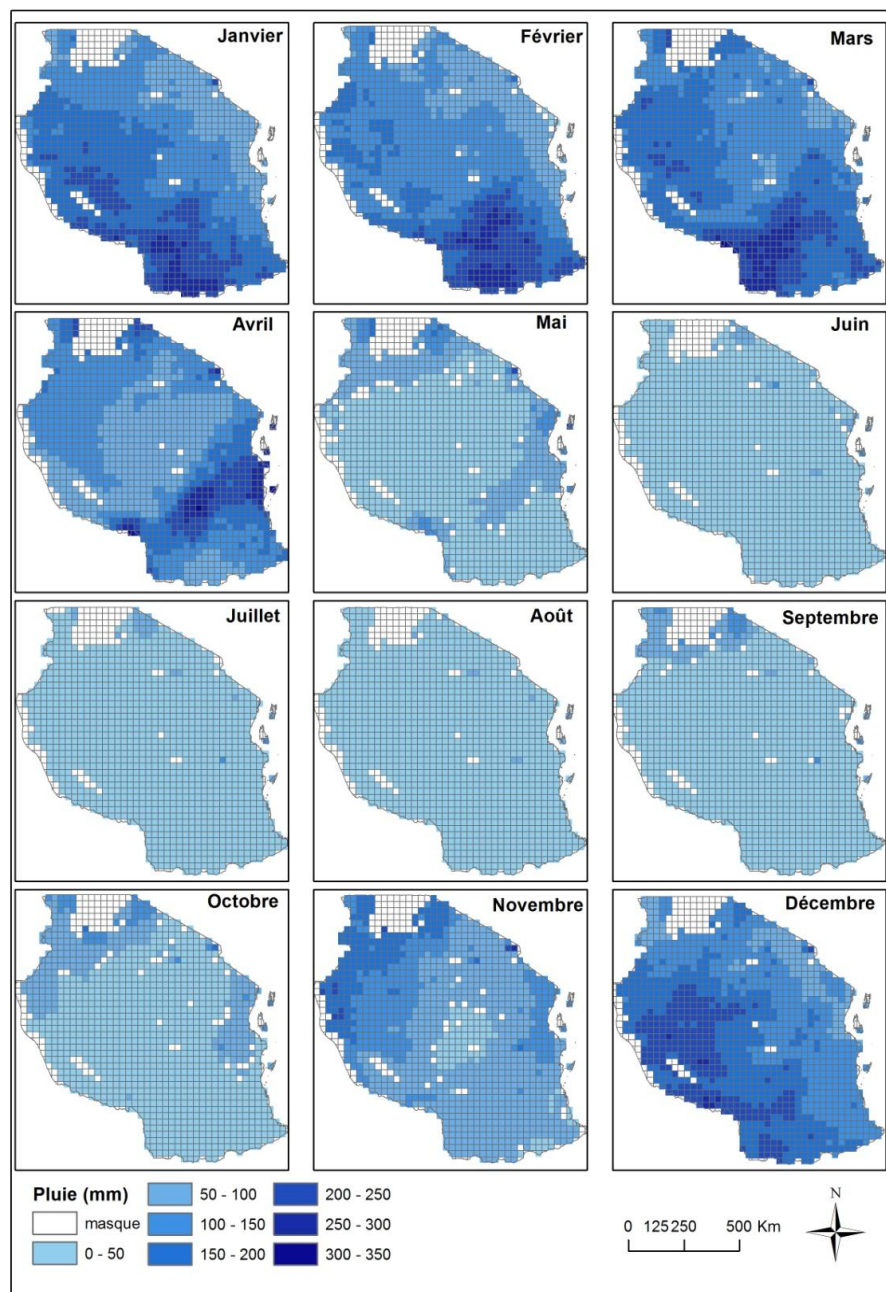 Janvier
Février
Mars
Avril
Mai
Juin
Juillet
Août
Septembre
Octobre
Novembre
Décembre
Pluie (mm)
masque
0 - 50
50 - 100
100 - 150
150 - 200
200 - 250
250 - 300
300 - 350
0 125 250 500 Km
N